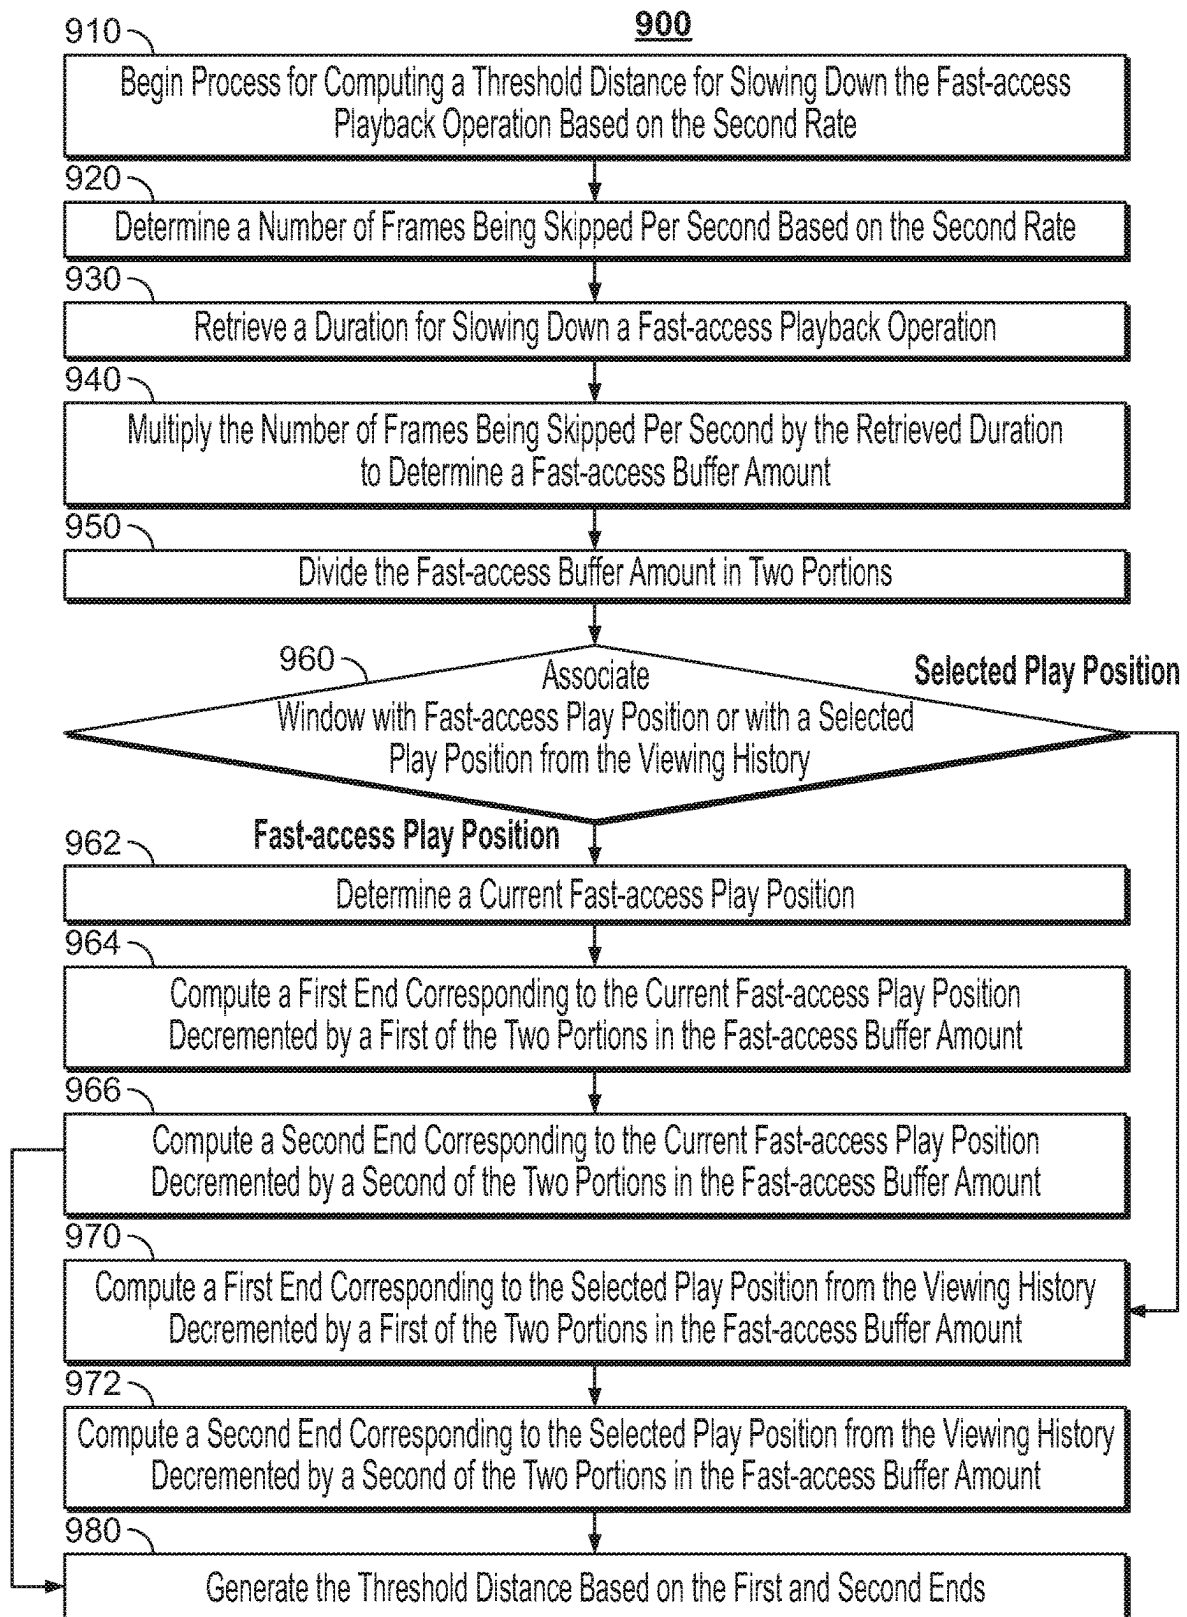 900
910
Begin Process for Computing a Threshold Distance for Slowing Down the Fast-access
Playback Operation Based on the Second Rate
920
Determine a Number of Frames Being Skipped Per Second Based on the Second Rate
930
Retrieve a Duration for Slowing Down a Fast-access Playback Operation
940
Multiply the Number of Frames Being Skipped Per Second by the Retrieved Duration
to Determine a Fast-access Buffer Amount
950
Divide the Fast-access Buffer Amount in Two Portions
960
Associate
Window with Fast-access Play Position or with a Selected
Play Position from the Viewing History
Selected Play Position
Fast-access Play Position
962
Determine a Current Fast-access Play Position
964
Compute a First End Corresponding to the Current Fast-access Play Position
Decremented by a First of the Two Portions in the Fast-access Buffer Amount
966
Compute a Second End Corresponding to the Current Fast-access Play Position
Decremented by a Second of the Two Portions in the Fast-access Buffer Amount
970
Compute a First End Corresponding to the Selected Play Position from the Viewing History
Decremented by a First of the Two Portions in the Fast-access Buffer Amount
972
Compute a Second End Corresponding to the Selected Play Position from the Viewing History
Decremented by a Second of the Two Portions in the Fast-access Buffer Amount
980
Generate the Threshold Distance Based on the First and Second Ends